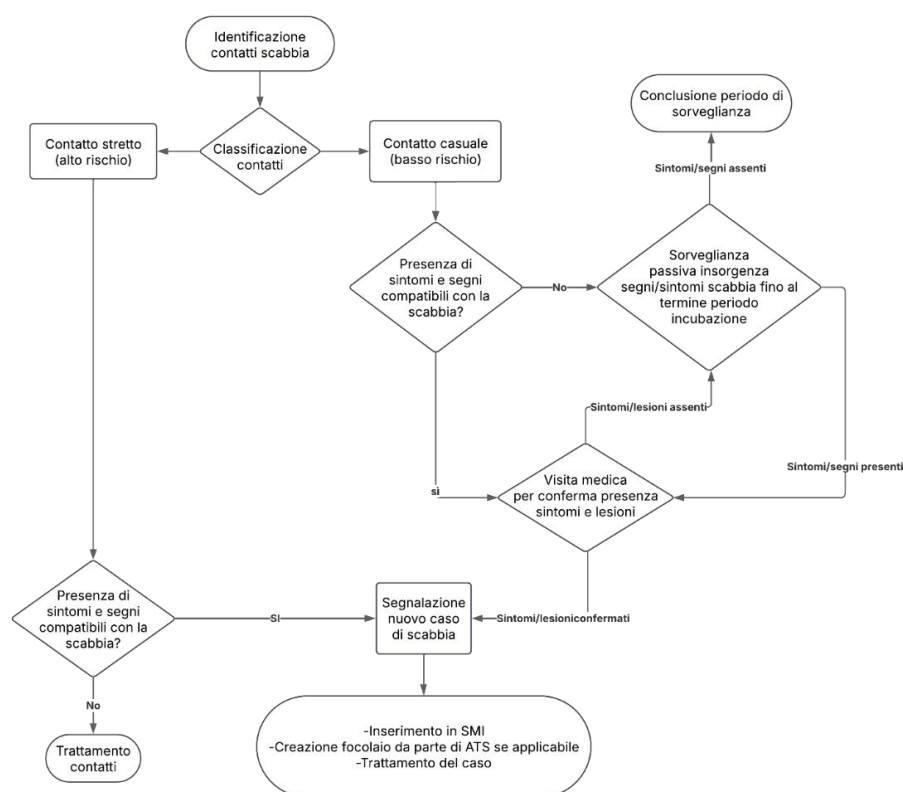 Identificazione
contatti scabbia
Conclusione periodo di
sorveglianza
Contatto stretto
(alto rischio)
Classificazione
contatti
Contatto casuale
(basso rischio)
Sintomi/segni assenti
Presenza di
sintomi e segni
compatibili con la
scabbia?
No
Sorveglianza
passiva insorgenza
segni/sintomi scabbia fino al
termine periodo
incubazione
Sintomi/lesioni assenti
Sintomi/segni presenti
si
Visita medica
per conferma presenza
sintomi e lesioni
Presenza di
sintomi e segni
compatibili con la
scabbia?
SI
Segnalazione
nuovo caso
di scabbia
Sintomi/lesioniconfermati
No
Trattamento
contatti
-Inserimento in SMI
-Creazione focolaio da parte di ATS se applicabile
-Trattamento del caso